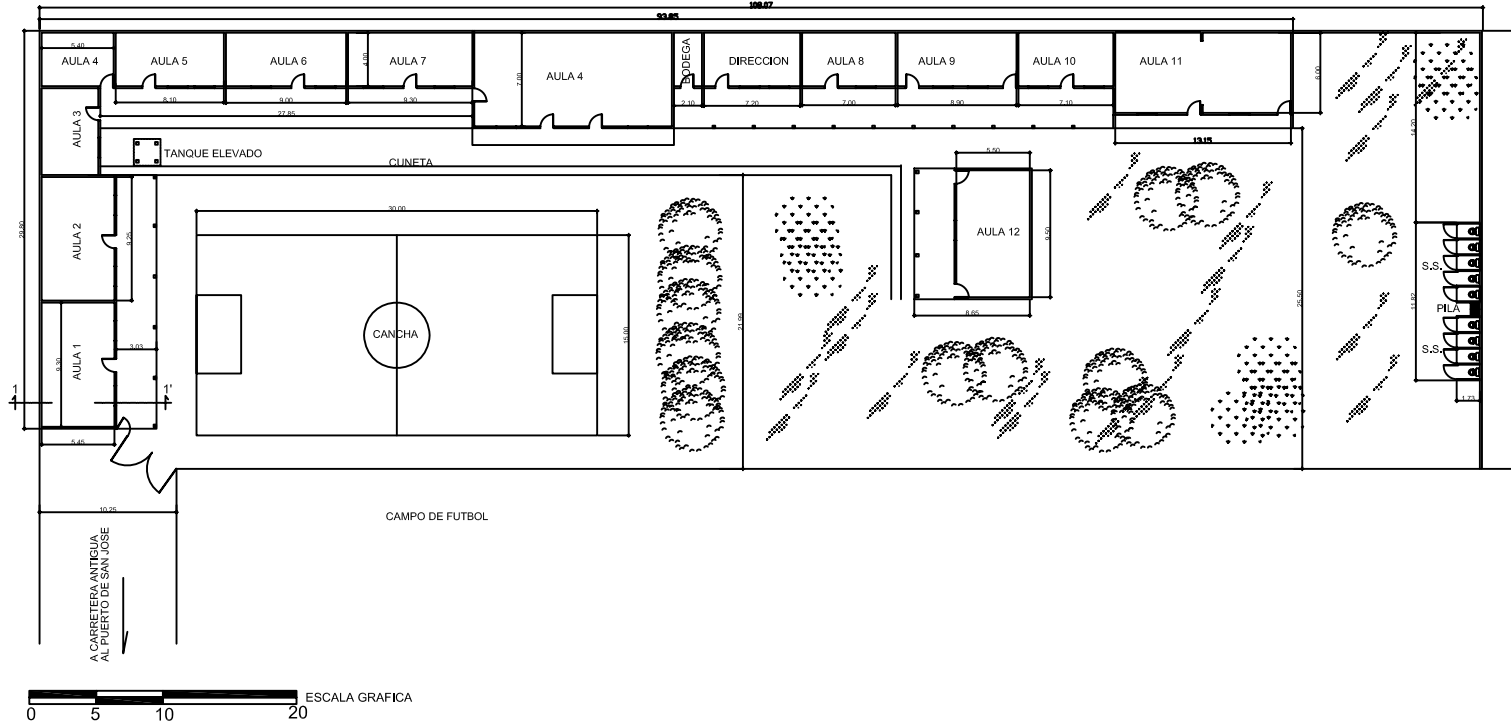 108.07
93.85
5.40
AULA 4
AULA 5
AULA 6
4.00
AULA 7
7.00
AULA 4
BODEGA
DIRECCION
AULA 8
AULA 9
AULA 10
AULA 11
6.00
8.10
9.00
9.30
2.10
7.20
7.00
8.90
7.10
27.85
AULA 3
TANQUE ELEVADO
CUNETA
13.15
14.20
5.50
29.80
AULA 2
9.25
30.00
AULA 12
9.50
8.65
S.S.
11.82
PILA
S.S.
1.73
25.50
21.99
CANCHA
15.00
AULA 1
9.30
3.03
1
1'
5.45
10.25
CAMPO DE FUTBOL
A CARRETERA ANTIGUA
AL PUERTO DE SAN JOSE
ESCALA GRAFICA
0 5 10 20